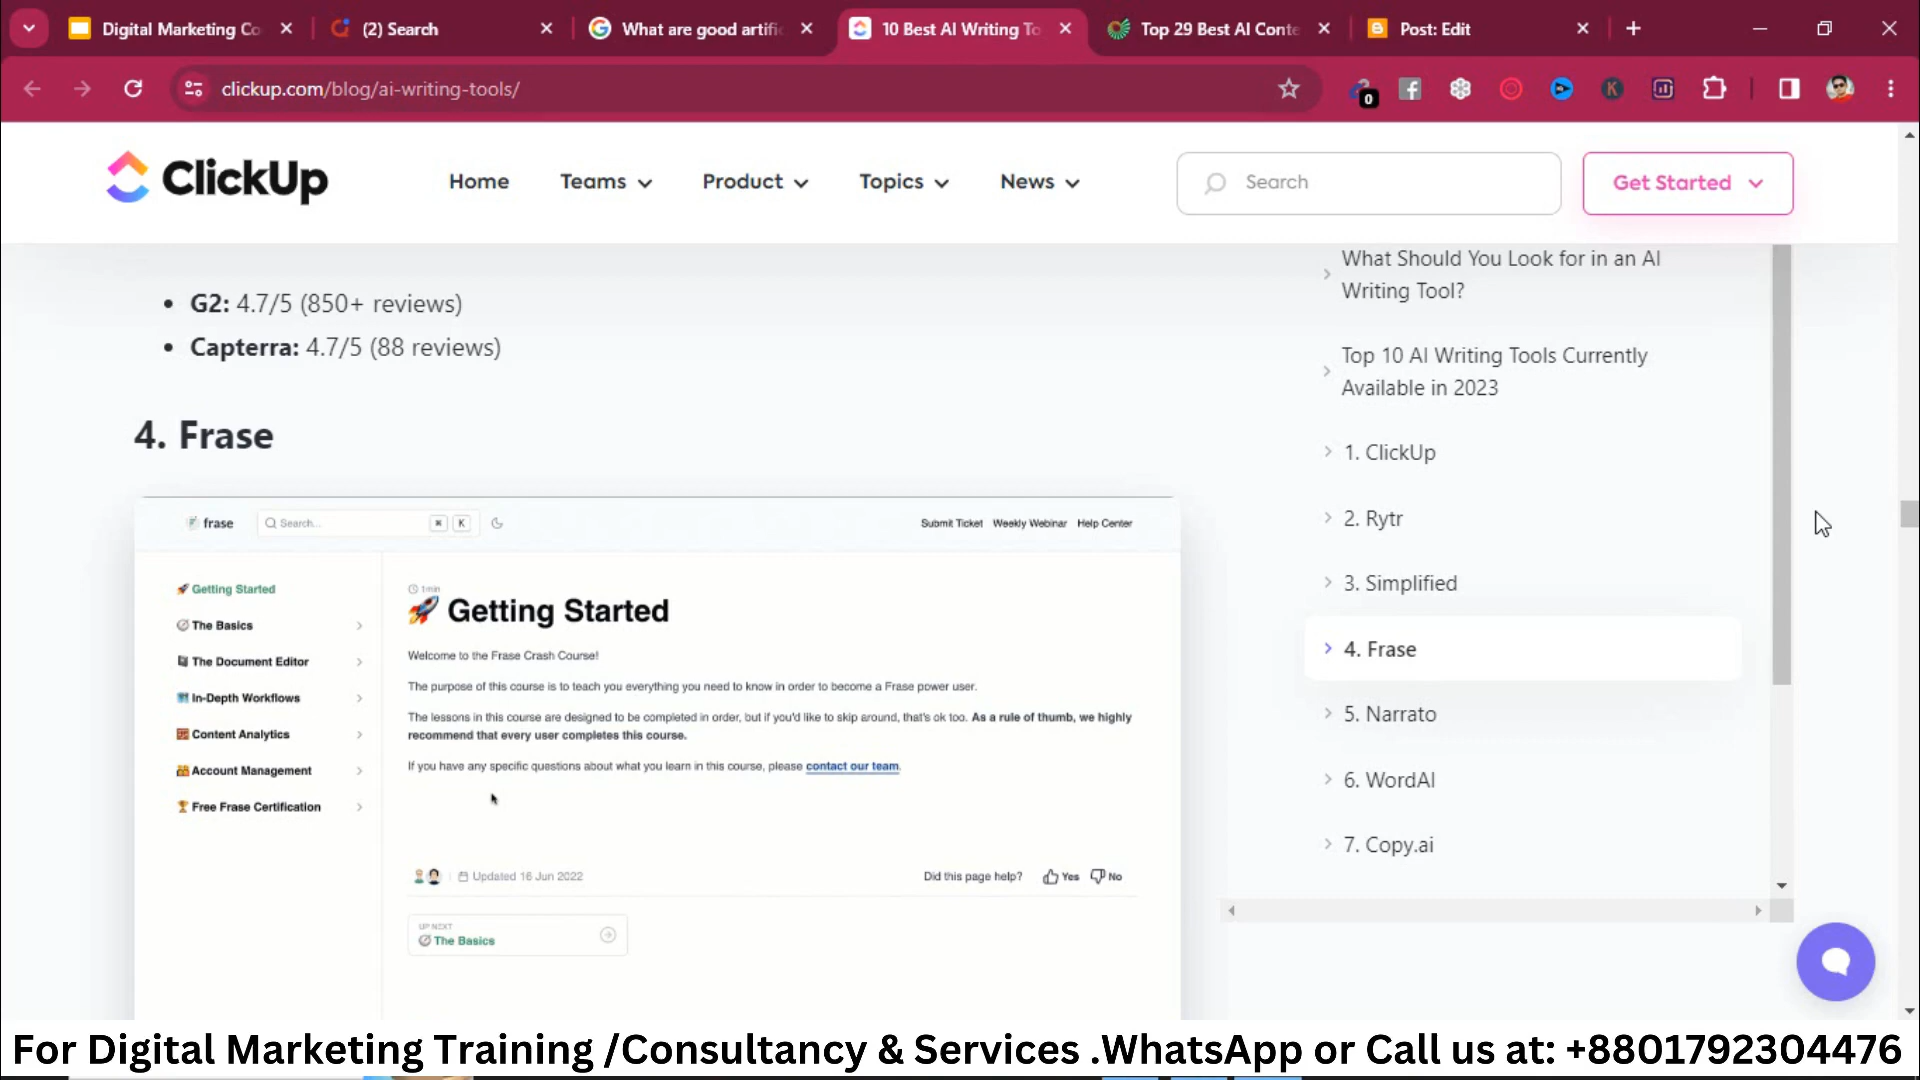 Digital Marketing Co
(2) Search
What are good artifi
10 Best AI Writing To
Top 29 Best AI Conte
Post: Edit
clickup.com/blog/ai-writing-tools/
0
K
ClickUp
Home
Teams
Product
Topics
News
Search
Get Started
G2: 4.7/5 (850+ reviews)
Capterra: 4.7/5 (88 reviews)
4. Frase
frase
Search...
⌘
K
Submit Ticket
Weekly Webinar
Help Center
Getting Started
The Basics
The Document Editor
In-Depth Workflows
Content Analytics
Account Management
Free Frase Certification
1 min
Getting Started
Welcome to the Frase Crash Course!
The purpose of this course is to teach you everything you need to know in order to become a Frase power user.
The lessons in this course are designed to be completed in order, but if you'd like to skip around, that's ok too. As a rule of thumb, we highly
recommend that every user completes this course.
If you have any specific questions about what you learn in this course, please contact our team.
Updated 16 Jun 2022
Did this page help?
Yes
No
UP NEXT
The Basics
What Should You Look for in an AI
Writing Tool?
Top 10 AI Writing Tools Currently
Available in 2023
1. ClickUp
2. Rytr
3. Simplified
4. Frase
5. Narrato
6. WordAI
7. Copy.ai
For Digital Marketing Training /Consultancy & Services .WhatsApp or Call us at: +8801792304476